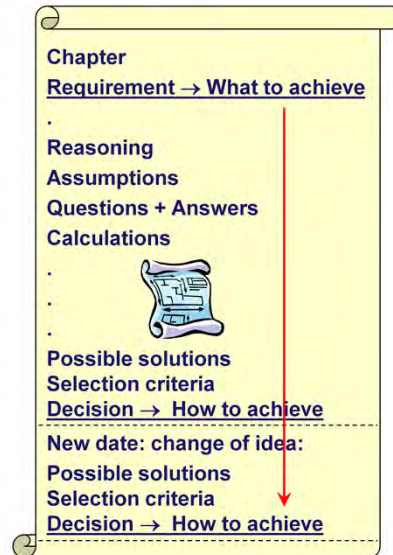 Chapter
Requirement → What to achieve
.
Reasoning
Assumptions
Questions + Answers
Calculations
.
.
.
Possible solutions
Selection criteria
Decision → How to achieve
New date: change of idea:
Possible solutions
Selection criteria
Decision → How to achieve